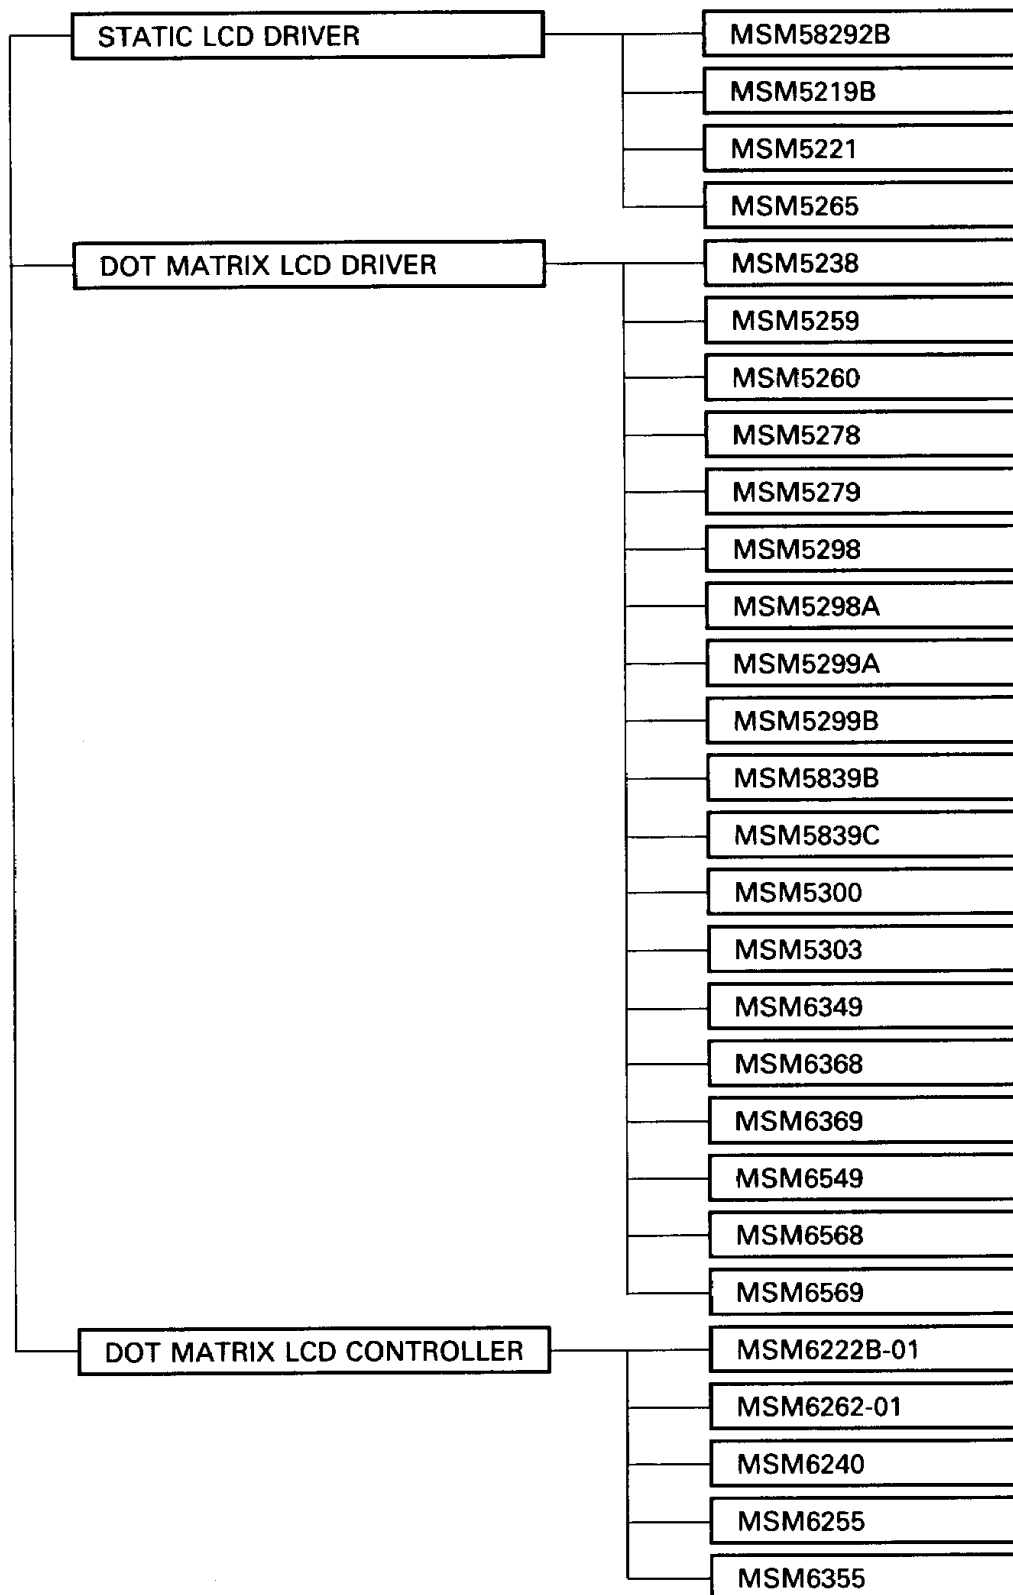 STATIC LCD DRIVER
MSM58292B
MSM5219B
MSM5221
MSM5265
DOT MATRIX LCD DRIVER
MSM5238
MSM5259
MSM5260
MSM5278
MSM5279
MSM5298
MSM5298A
MSM5299A
MSM5299B
MSM5839B
MSM5839C
MSM5300
MSM5303
MSM6349
MSM6368
MSM6369
MSM6549
MSM6568
MSM6569
DOT MATRIX LCD CONTROLLER
MSM6222B-01
MSM6262-01
MSM6240
MSM6255
MSM6355